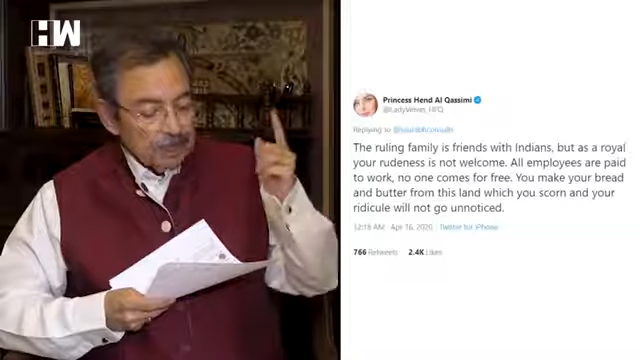 HW
Princess Hend Al Qassimi
@LadyVelvet_HFQ
Replying to
The ruling family is friends with Indians, but as a royal
your rudeness is not welcome. All employees are paid
to work, no one comes for free. You make your bread
and butter from this land which you scorn and your
ridicule will not go unnoticed.
12:18 AM · Apr 16, 2020 · Twitter for iPhone
766 Retweets 2.4K Likes